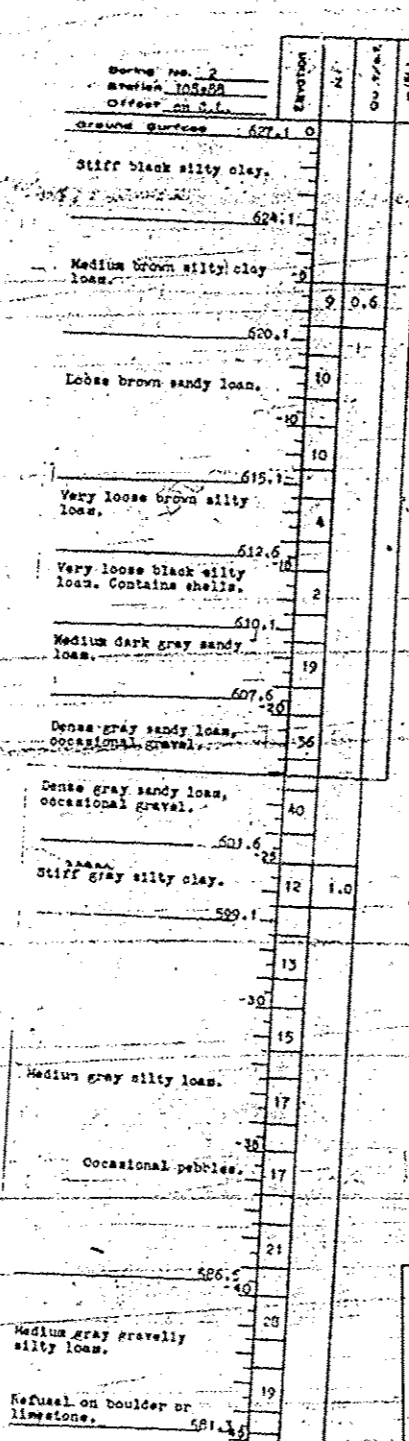 Boring No. 2
Station 105+88
Offset on C.L.
Elevation
N
Qu
Ground Surface 627.1 0
Stiff black silty clay.
624.1
Medium brown silty clay
loam.
-5
9 0.6
620.1
Loose brown sandy loam.
10
-10
10
615.1
Very loose brown silty
loam.
4
612.6
-15
Very loose black silty
loam. Contains shells.
2
610.1
Medium dark gray sandy
loam.
19
607.6
-20
Dense gray sandy loam,
occasional gravel.
36
Dense gray sandy loam,
occasional gravel.
40
601.6
-25
Stiff gray silty clay.
12 1.0
599.1
13
-30
15
Medium gray silty loam.
17
-35
Occasional pebbles.
17
21
586.5
-40
28
Medium gray gravelly
silty loam.
19
Refusal on boulder or
limestone. 581.3